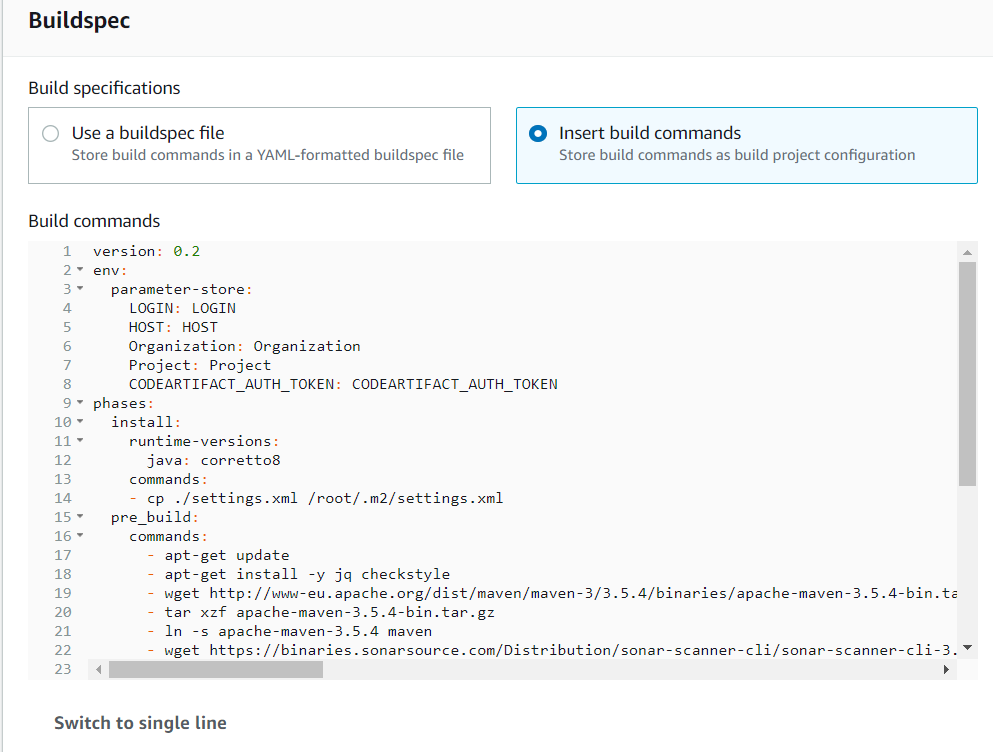 Buildspec
Build specifications
Use a buildspec file
Store build commands in a YAML-formatted buildspec file
Insert build commands
Store build commands as build project configuration
Build commands
1 version: 0.2
2 env:
3 parameter-store:
4 LOGIN: LOGIN
5 HOST: HOST
6 Organization: Organization
7 Project: Project
8 CODEARTIFACT_AUTH_TOKEN: CODEARTIFACT_AUTH_TOKEN
9 phases:
10 install:
11 runtime-versions:
12 java: corretto8
13 commands:
14 - cp ./settings.xml /root/.m2/settings.xml
15 pre_build:
16 commands:
17 - apt-get update
18 - apt-get install -y jq checkstyle
19 - wget http://www-eu.apache.org/dist/maven/maven-3/3.5.4/binaries/apache-maven-3.5.4-bin.ta
20 - tar xzf apache-maven-3.5.4-bin.tar.gz
21 - ln -s apache-maven-3.5.4 maven
22 - wget https://binaries.sonarsource.com/Distribution/sonar-scanner-cli/sonar-scanner-cli-3.
23
Switch to single line